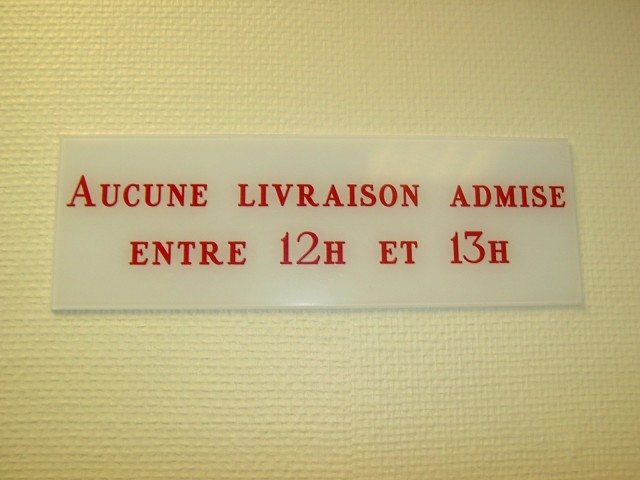 AUCUNE LIVRAISON ADMISE
ENTRE 12H ET 13H